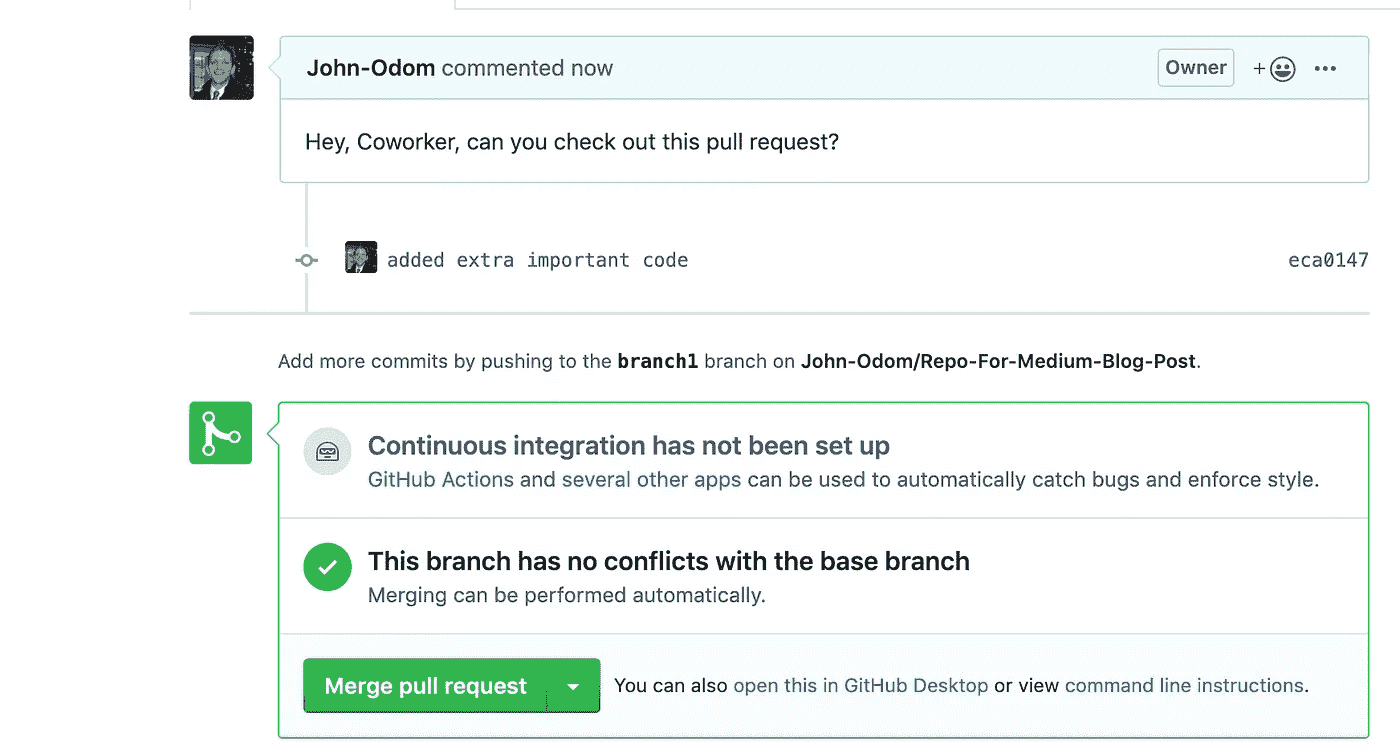 John-Odom commented now
Owner
+
Hey, Coworker, can you check out this pull request?
added extra important code
eca0147
Add more commits by pushing to the branch1 branch on John-Odom/Repo-For-Medium-Blog-Post.
Continuous integration has not been set up
GitHub Actions and several other apps can be used to automatically catch bugs and enforce style.
This branch has no conflicts with the base branch
Merging can be performed automatically.
Merge pull request
You can also open this in GitHub Desktop or view command line instructions.